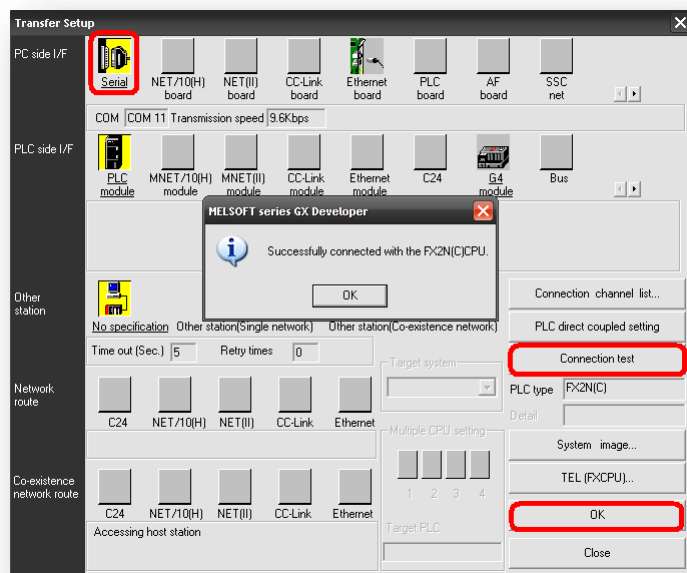 Transfer Setup
PC side I/F
Serial NET/10(H) board NET(II) board CC-Link board Ethernet board PLC board AF board SSC net
COM COM 11 Transmission speed 9.6Kbps
PLC side I/F
PLC module MNET/10(H) module MNET(II) module CC-Link module Ethernet module C24 G4 module Bus
MELSOFT series GX Developer
Successfully connected with the FX2N(C)CPU.
OK
Other station
No specification Other station(Single network) Other station(Co-existence network)
Time out (Sec.) 5 Retry times 0
Connection channel list...
PLC direct coupled setting
Connection test
PLC type FX2N(C)
Detail
System image...
TEL (FXCPU)...
OK
Close
Target system
Multiple CPU setting
1 2 3 4
Target PLC
Network route
C24 NET/10(H) NET(II) CC-Link Ethernet
Co-existence network route
C24 NET/10(H) NET(II) CC-Link Ethernet
Accessing host station